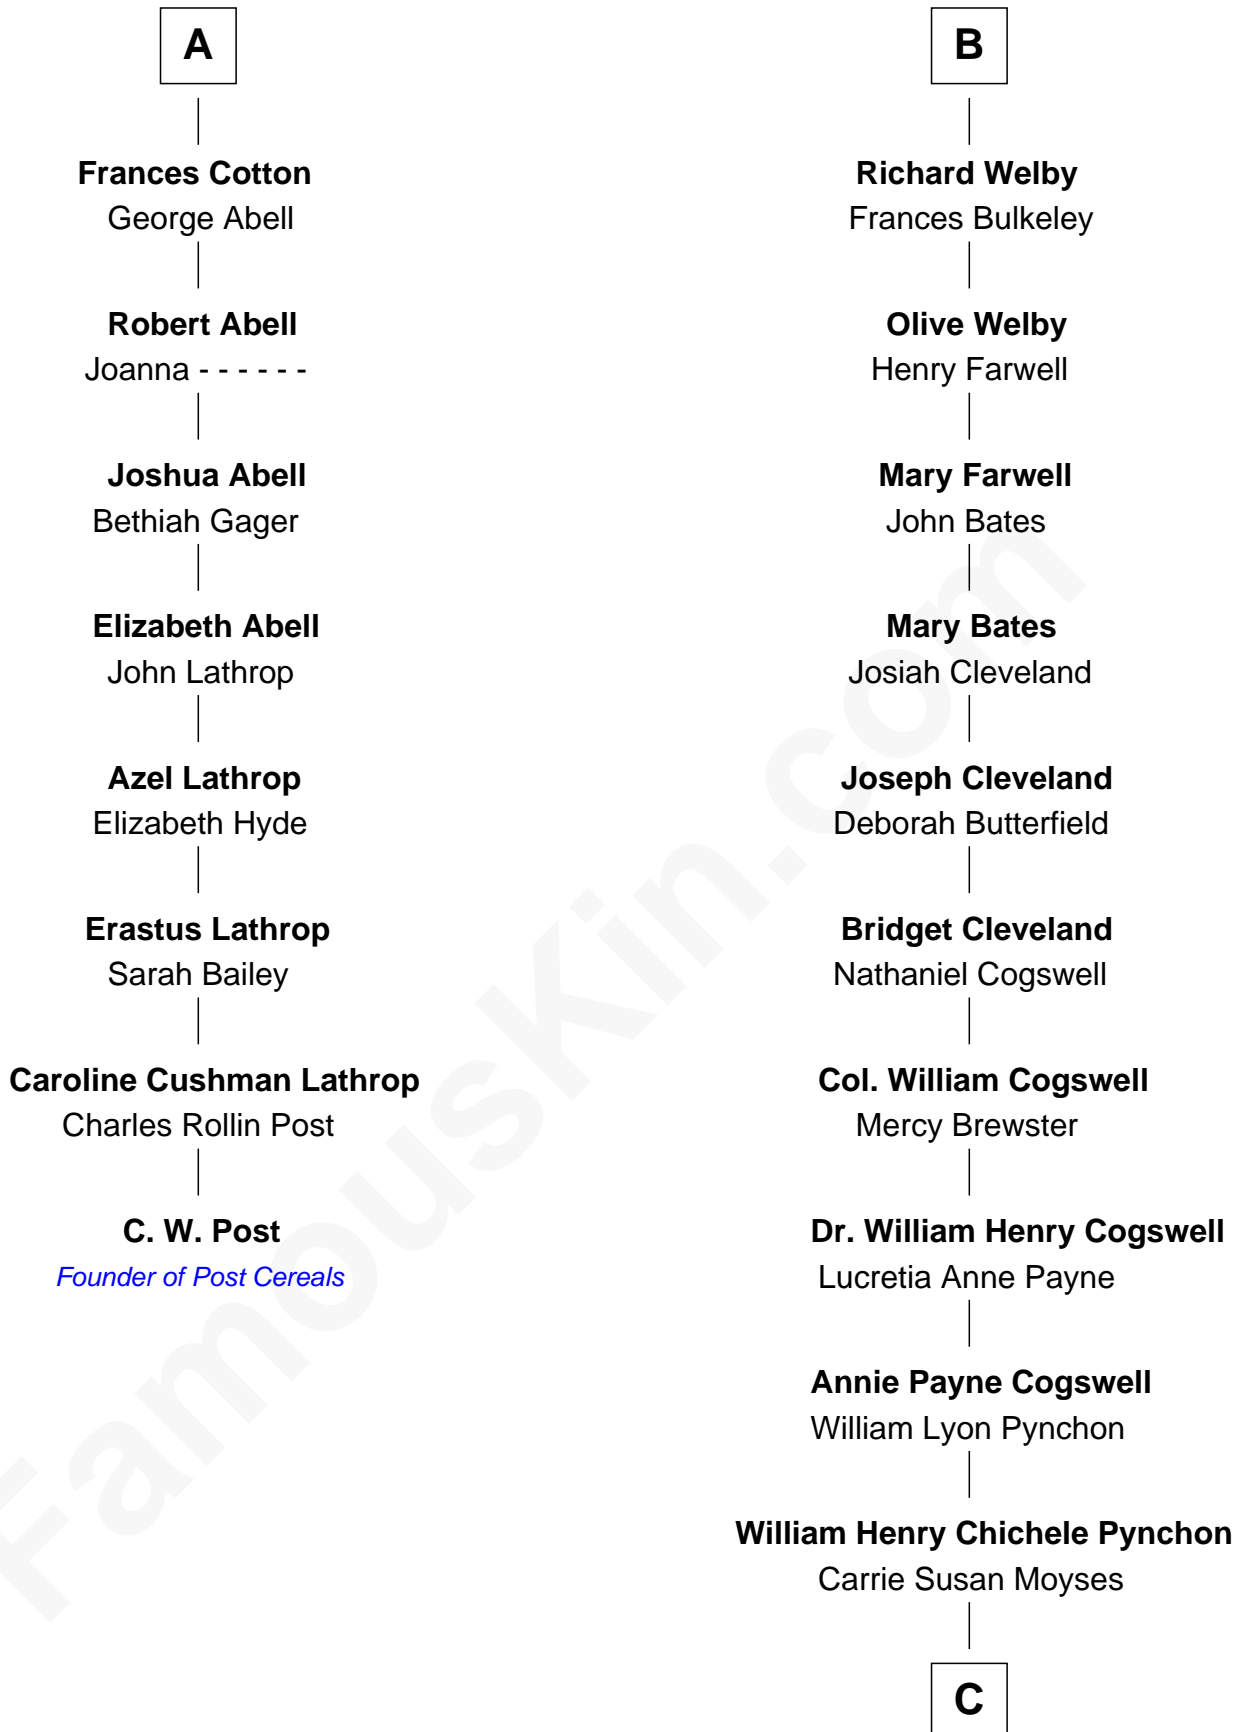 A
Frances Cotton
George Abell
Robert Abell
Joanna - - - - - -
Joshua Abell
Bethiah Gager
Elizabeth Abell
John Lathrop
Azel Lathrop
Elizabeth Hyde
Erastus Lathrop
Sarah Bailey
Caroline Cushman Lathrop
Charles Rollin Post
C. W. Post
Founder of Post Cereals
B
Richard Welby
Frances Bulkeley
Olive Welby
Henry Farwell
Mary Farwell
John Bates
Mary Bates
Josiah Cleveland
Joseph Cleveland
Deborah Butterfield
Bridget Cleveland
Nathaniel Cogswell
Col. William Cogswell
Mercy Brewster
Dr. William Henry Cogswell
Lucretia Anne Payne
Annie Payne Cogswell
William Lyon Pynchon
William Henry Chichele Pynchon
Carrie Susan Moyses
C
FamousKin.com